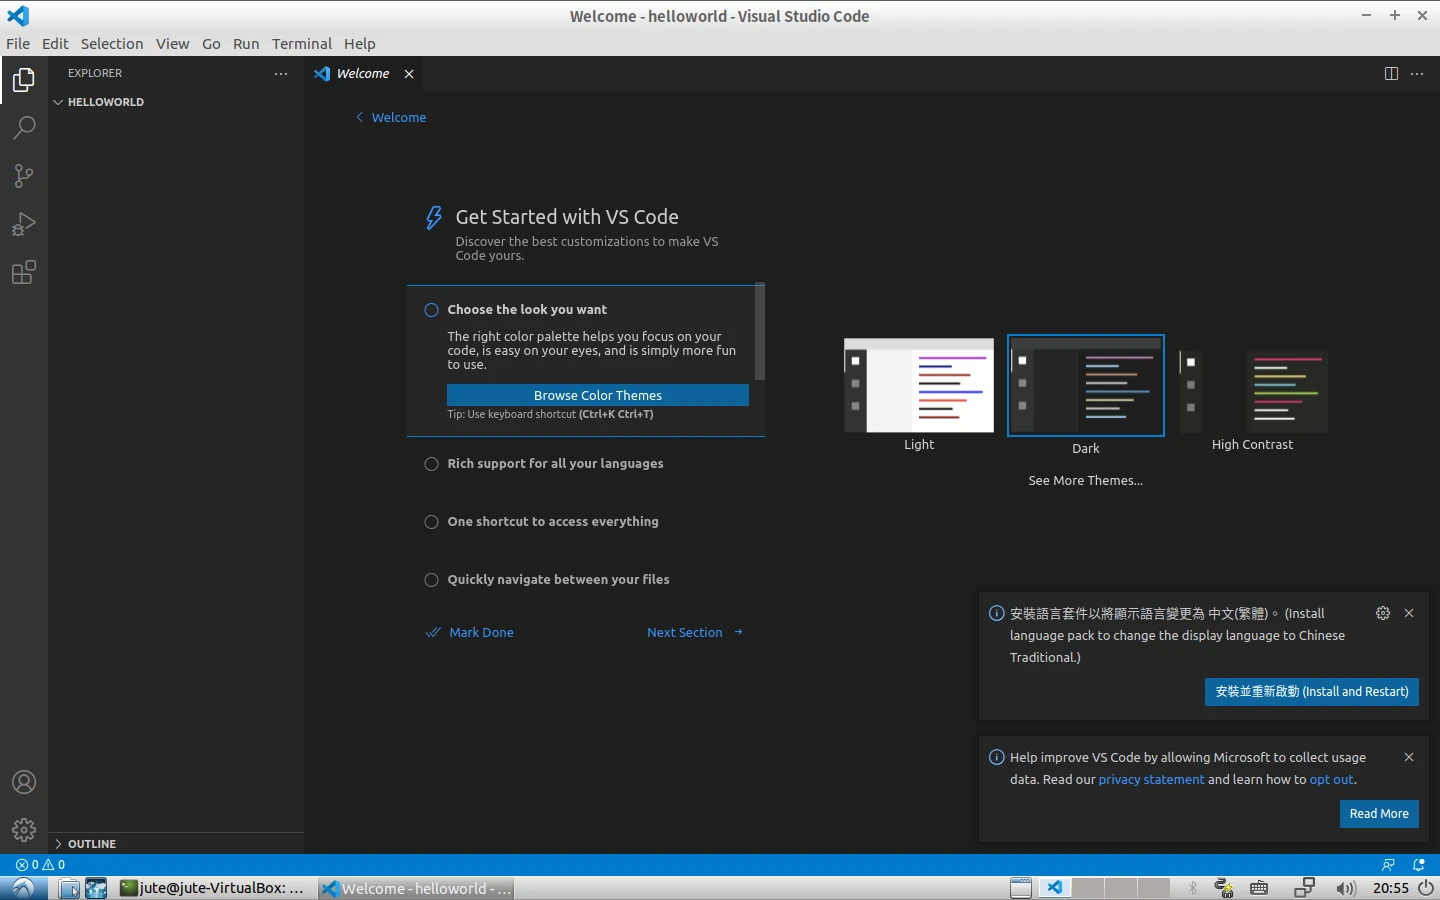 Welcome - helloworld - Visual Studio Code
File Edit Selection View Go Run Terminal Help
EXPLORER
HELLOWORLD
Welcome
Welcome
Get Started with VS Code
Discover the best customizations to make VS
Code yours.
Choose the look you want
The right color palette helps you focus on your
code, is easy on your eyes, and is simply more fun
to use.
Browse Color Themes
Tip: Use keyboard shortcut (Ctrl+K Ctrl+T)
Rich support for all your languages
One shortcut to access everything
Quickly navigate between your files
Mark Done
Next Section
Light
Dark
High Contrast
See More Themes...
安裝語言套件以將顯示語言變更為 中文(繁體)。 (Install
language pack to change the display language to Chinese
Traditional.)
安裝並重新啟動 (Install and Restart)
Help improve VS Code by allowing Microsoft to collect usage
data. Read our privacy statement and learn how to opt out.
Read More
OUTLINE
0 0
jute@jute-VirtualBox: ...
Welcome - helloworld - ...
20:55